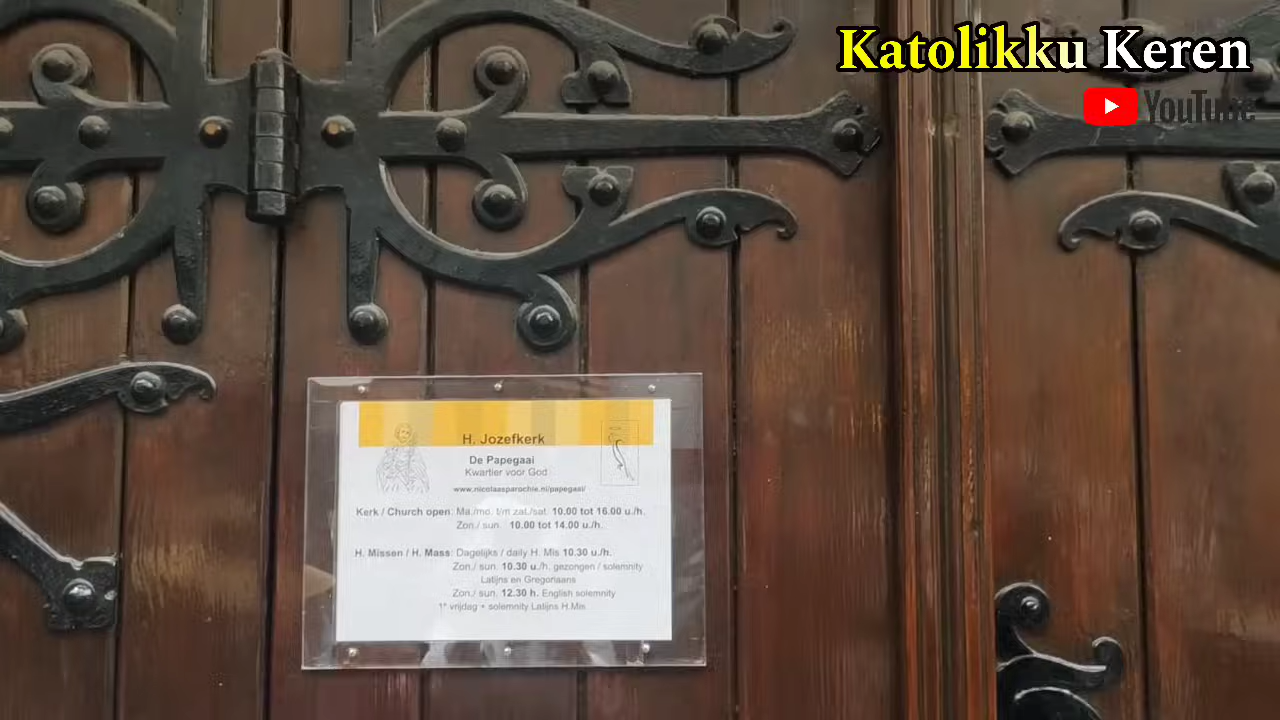 Katolikku Keren
YouTube
H. Jozefkerk
De Papegaai
Kwartier voor God
www.nicolaasparochie.nl/papegaai/
Kerk / Church open: Ma./mo. t/m zat./sat. 10.00 tot 16.00 u./h.
Zon./ sun. 10.00 tot 14.00 u./h.
H. Missen / H. Mass: Dagelijks / daily H. Mis 10.30 u./h.
Zon./ sun. 10.30 u./h. gezongen / solemnity
Latijns en Gregoriaans
Zon./ sun. 12.30 h. English solemnity
1e vrijdag + solemnity Latijns H.Mis